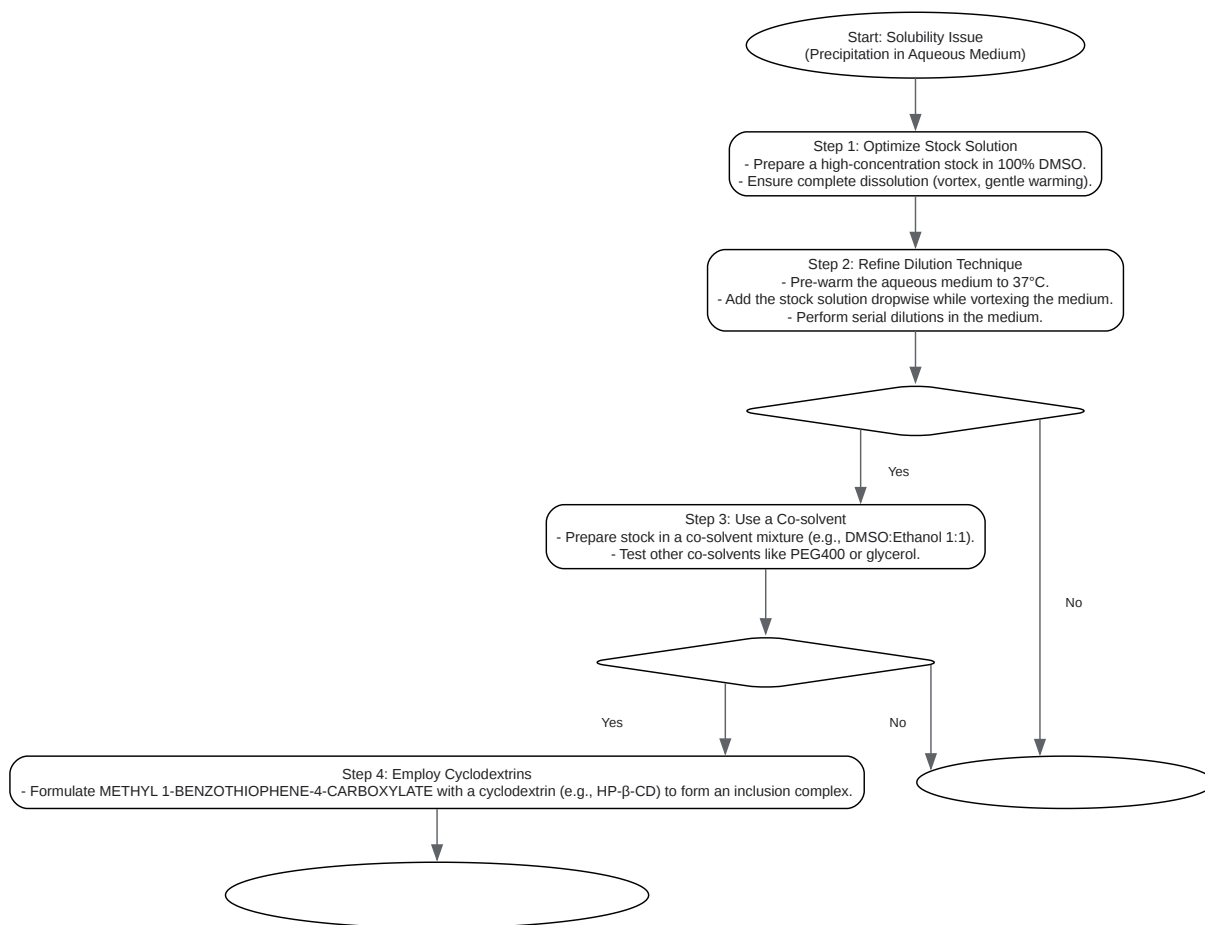 Start: Solubility Issue
(Precipitation in Aqueous Medium)
Step 1: Optimize Stock Solution
- Prepare a high-concentration stock in 100% DMSO.
- Ensure complete dissolution (vortex, gentle warming).
Step 2: Refine Dilution Technique
- Pre-warm the aqueous medium to 37°C.
- Add the stock solution dropwise while vortexing the medium.
- Perform serial dilutions in the medium.
Yes
Step 3: Use a Co-solvent
- Prepare stock in a co-solvent mixture (e.g., DMSO:Ethanol 1:1).
- Test other co-solvents like PEG400 or glycerol.
No
Yes
No
Step 4: Employ Cyclodextrins
- Formulate METHYL 1-BENZOTHIOPHENE-4-CARBOXYLATE with a cyclodextrin (e.g., HP-β-CD) to form an inclusion complex.